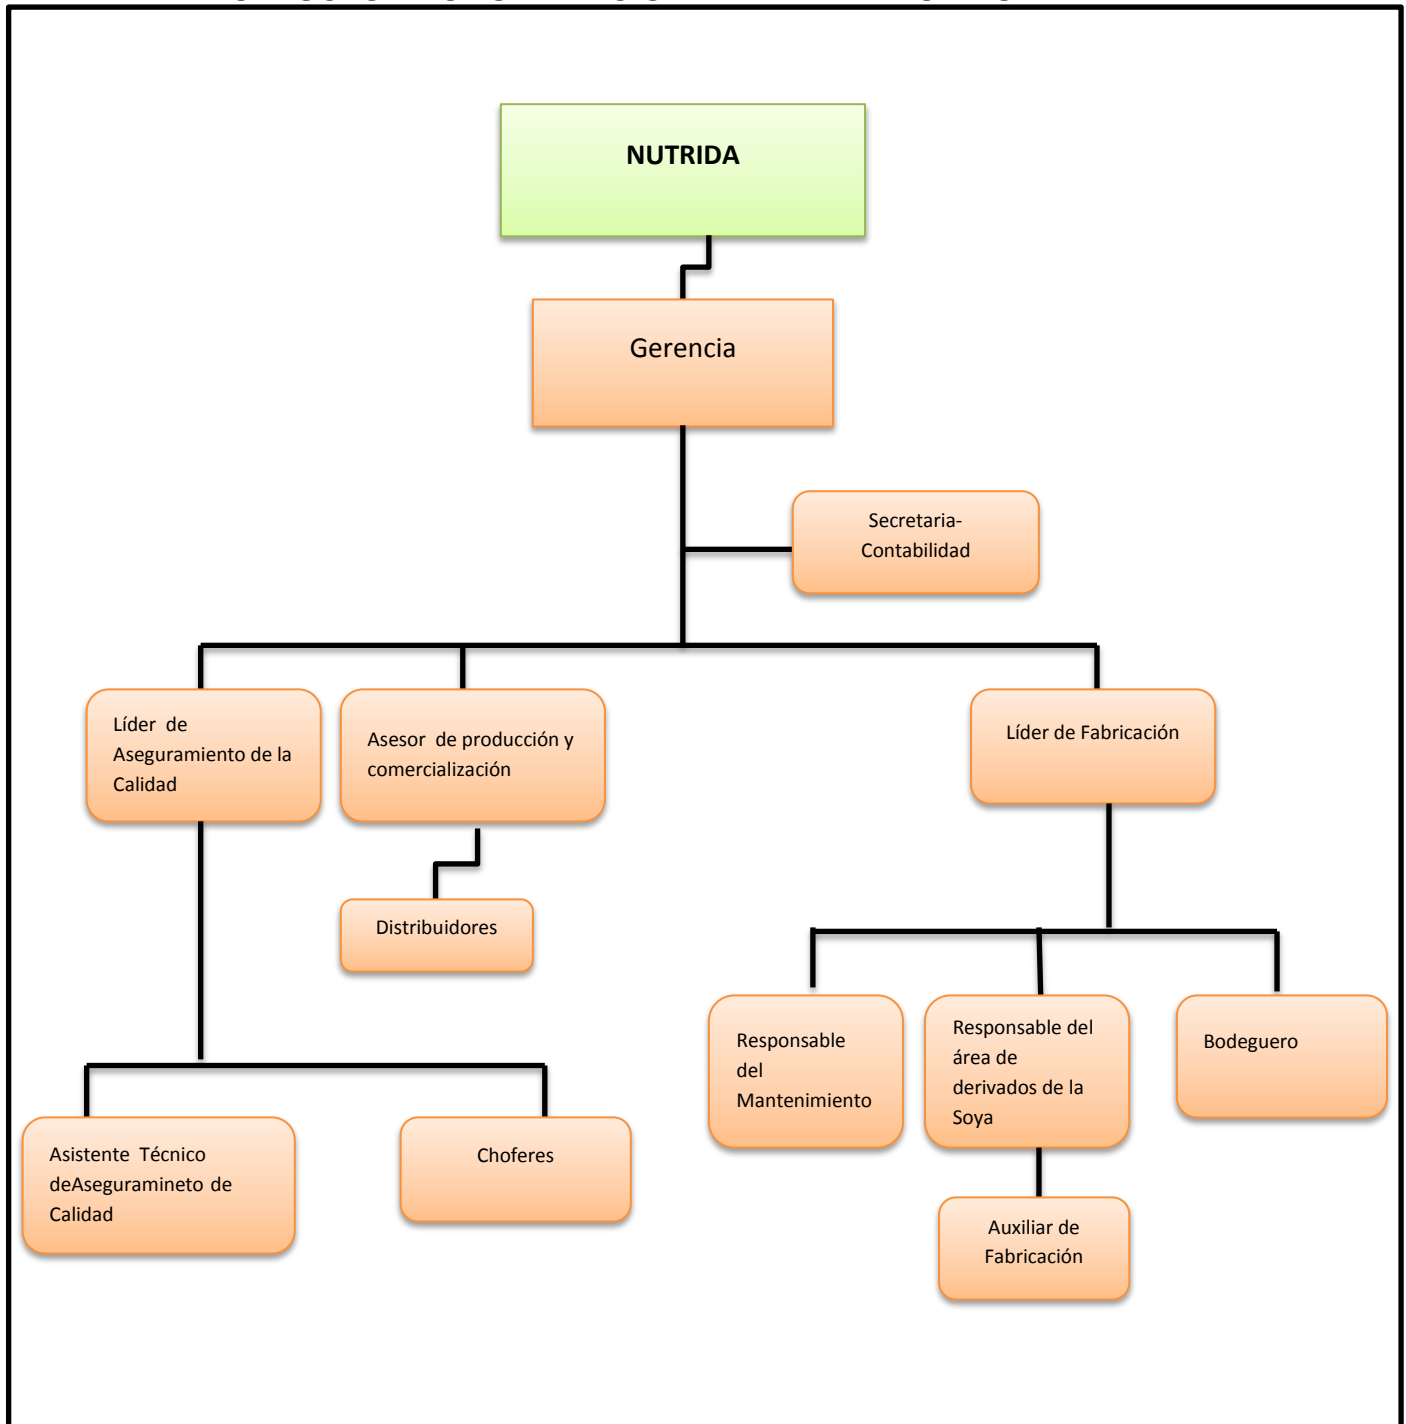 NUTRIDA
Gerencia
Secretaria-
Contabilidad
Líder de
Aseguramiento de la
Calidad
Asesor de producción y
comercialización
Líder de Fabricación
Distribuidores
Responsable
del
Mantenimiento
Responsable del
área de
derivados de la
Soya
Bodeguero
Asistente Técnico
deAseguramineto de
Calidad
Choferes
Auxiliar de
Fabricación